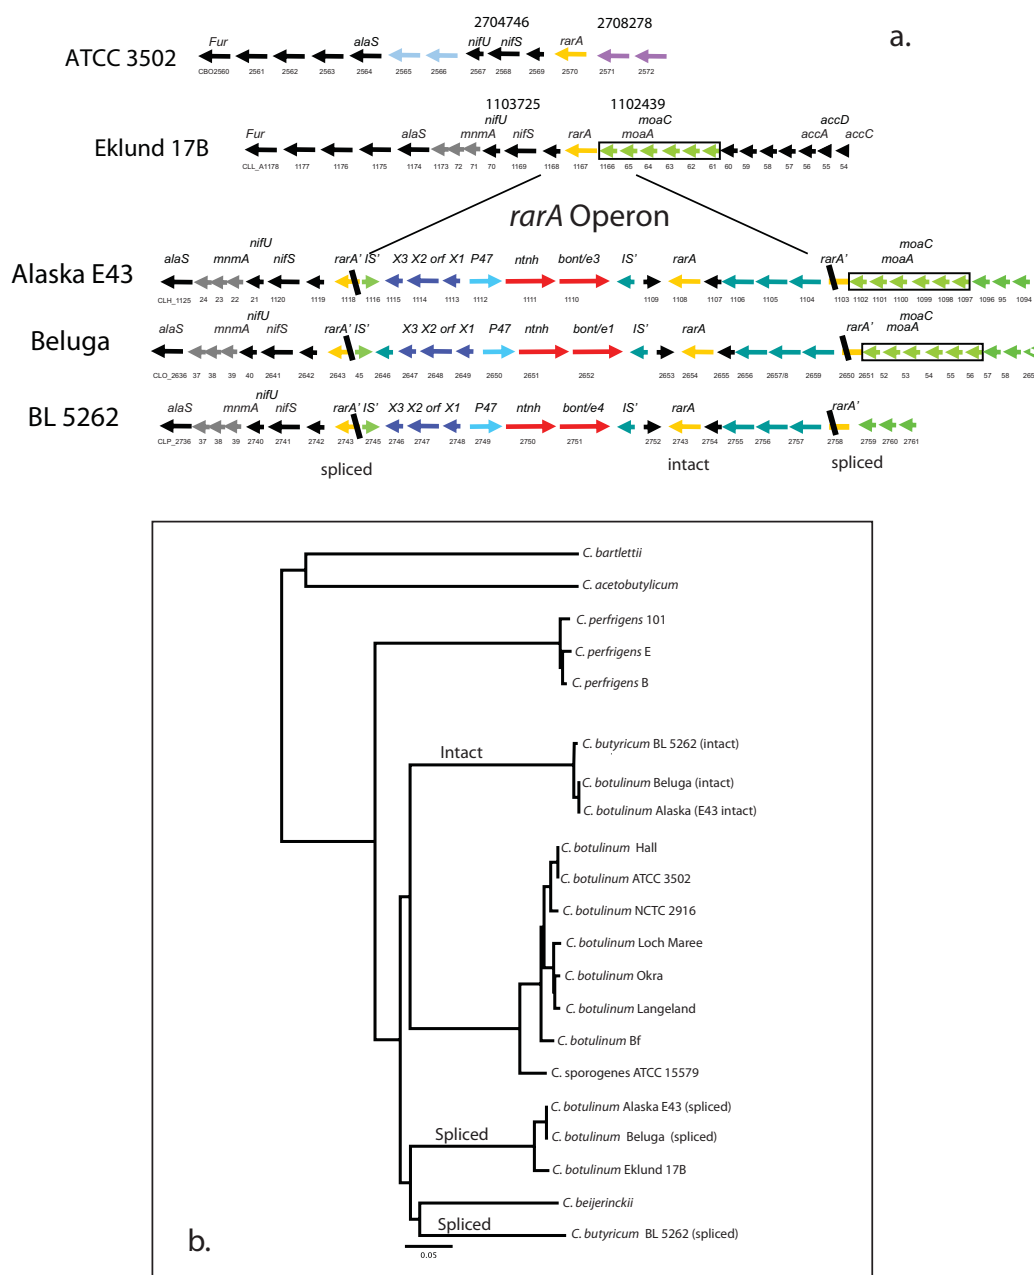 a.
2704746 2708278
Fur alaS nifU nifS rarA
ATCC 3502
CBO2560 2561 2562 2563 2564 2565 2566 2567 2568 2569 2570 2571 2572
1103725 1102439
Eklund 17B
Fur alaS mnmA nifU nifS rarA moaA moaC accA accD accC
CLL_A1178 1177 1176 1175 1174 1173 72 71 70 1169 1168 1167 1166 65 64 63 62 61 60 59 58 57 56 55 54
rarA Operon
Alaska E43
alaS mnmA nifU nifS rarA' IS' X3 X2 orf X1 P47 ntnh bont/e3 IS' rarA rarA' moaA moaC
CLH_1125 24 23 22 21 1120 1119 1118 1116 1115 1114 1113 1112 1111 1110 1109 1108 1107 1106 1105 1104 1103 1102 1101 1100 1099 1098 1097 1096 95 1094
Beluga
alaS mnmA nifU nifS rarA' IS' X3 X2 orf X1 P47 ntnh bont/e1 IS' rarA rarA' moaA moaC
CLO_2636 37 38 39 40 2641 2642 2643 45 2646 2647 2648 2649 2650 2651 2652 2653 2654 2655 2656 2657/8 2659 2650 2651 52 53 54 55 56 57 58
BL 5262
alaS mnmA nifU nifS rarA' IS' X3 X2 orf X1 P47 ntnh bont/e4 IS' rarA rarA'
CLP_2736 37 38 39 2740 2741 2742 2743 2745 2746 2747 2748 2749 2750 2751 2752 2743 2754 2755 2756 2757 2758 2759 2760 2761
spliced intact spliced
C. bartlettii
C. acetobutylicum
C. perfrigens 101
C. perfrigens E
C. perfrigens B
C. butyricum BL 5262 (intact)
Intact
C. botulinum Beluga (intact)
C. botulinum Alaska (E43 intact)
C. botulinum Hall
C. botulinum ATCC 3502
C. botulinum NCTC 2916
C. botulinum Loch Maree
C. botulinum Okra
C. botulinum Langeland
C. botulinum Bf
C. sporogenes ATCC 15579
C. botulinum Alaska E43 (spliced)
Spliced
C. botulinum Beluga (spliced)
C. botulinum Eklund 17B
C. beijerinckii
Spliced
C. butyricum BL 5262 (spliced)
b.
0.05